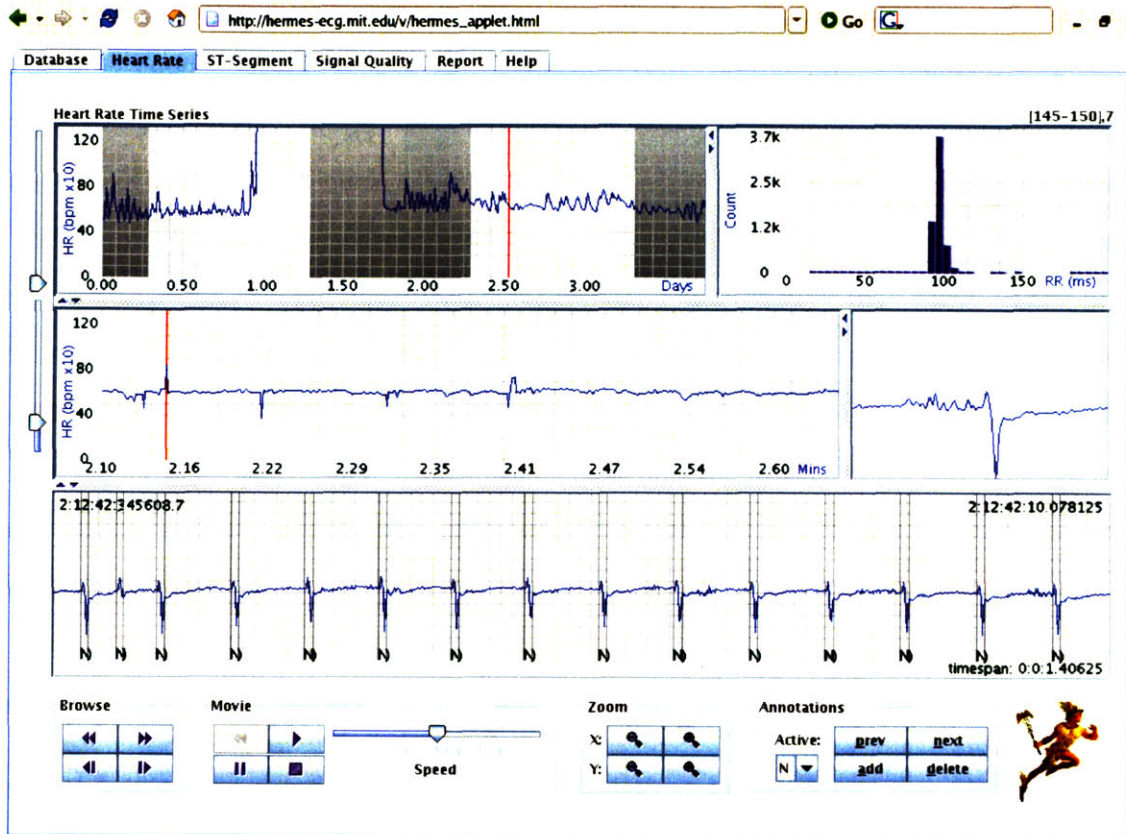 http://hermes-ecg.mit.edu/v/hermes_applet.html Go G
Database Heart Rate ST-Segment Signal Quality Report Help
Heart Rate Time Series [145-150],7
HR (bpm x10) 120 80 40 0
0.00 0.50 1.00 1.50 2.00 2.50 3.00 Days
Count 3.7k 2.5k 1.2k 0
0 50 100 150 RR (ms)
HR (bpm x10) 120 80 40 0
2.10 2.16 2.22 2.29 2.35 2.41 2.47 2.54 2.60 Mins
2:12:42:345608.7 2:12:42:10.078125
N N N N N N N N N N N N N N
timespan: 0:0:1.40625
Browse Movie Zoom Annotations
X: Active: prev next
Speed Y: N add delete